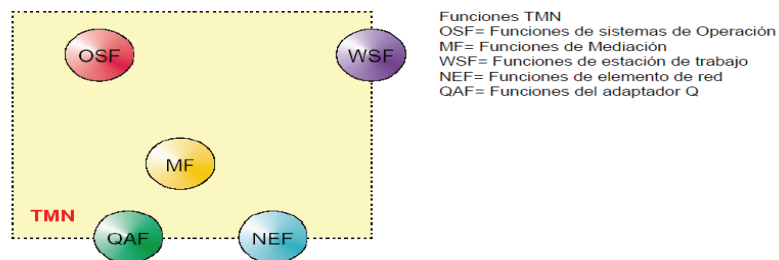 OSF
WSF
MF
TMN
QAF
NEF
Funciones TMN
OSF= Funciones de sistemas de Operación
MF= Funciones de Mediación
WSF= Funciones de estación de trabajo
NEF= Funciones de elemento de red
QAF= Funciones del adaptador Q